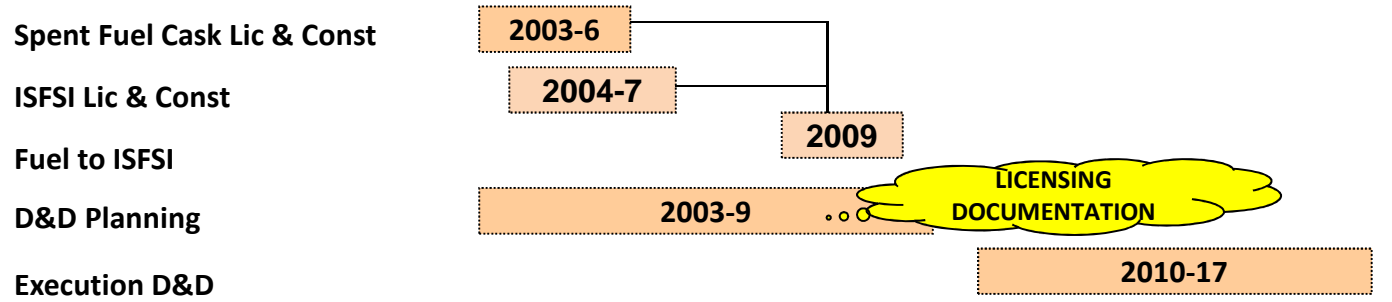 Spent Fuel Cask Lic & Const
2003-6
ISFSI Lic & Const
2004-7
2009
Fuel to ISFSI
LICENSING
DOCUMENTATION
D&D Planning
2003-9
2010-17
Execution D&D